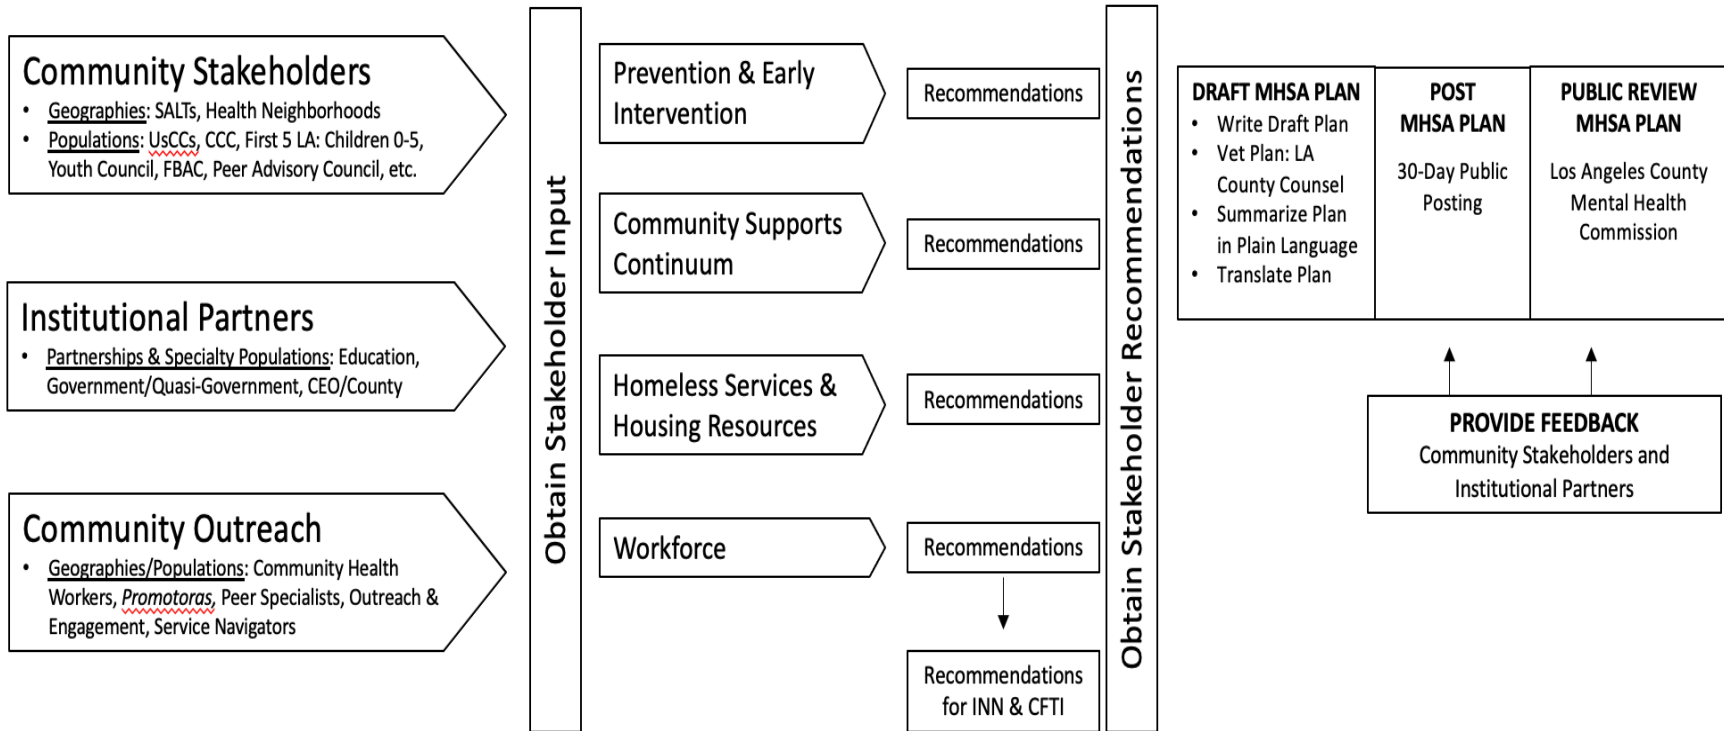 Community Stakeholders
• Geographies: SALTs, Health Neighborhoods
• Populations: UsCCs, CCC, First 5 LA: Children 0-5,
Youth Council, FBAC, Peer Advisory Council, etc.
Institutional Partners
• Partnerships & Specialty Populations: Education,
Government/Quasi-Government, CEO/County
Community Outreach
• Geographies/Populations: Community Health
Workers, Promotoras, Peer Specialists, Outreach &
Engagement, Service Navigators
Obtain Stakeholder Input
Prevention & Early
Intervention
Recommendations
Community Supports
Continuum
Recommendations
Homeless Services &
Housing Resources
Recommendations
Workforce
Recommendations
Recommendations
for INN & CFTI
Obtain Stakeholder Recommendations
DRAFT MHSA PLAN
• Write Draft Plan
• Vet Plan: LA
County Counsel
• Summarize Plan
in Plain Language
• Translate Plan
POST
MHSA PLAN
30-Day Public
Posting
PUBLIC REVIEW
MHSA PLAN
Los Angeles County
Mental Health
Commission
PROVIDE FEEDBACK
Community Stakeholders and
Institutional Partners